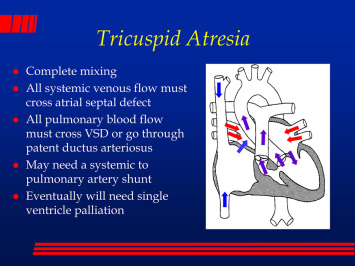 Tricuspid Atresia
Complete mixing
All systemic venous flow must
cross atrial septal defect
All pulmonary blood flow
must cross VSD or go through
patent ductus arteriosus
May need a systemic to
pulmonary artery shunt
Eventually will need single
ventricle palliation